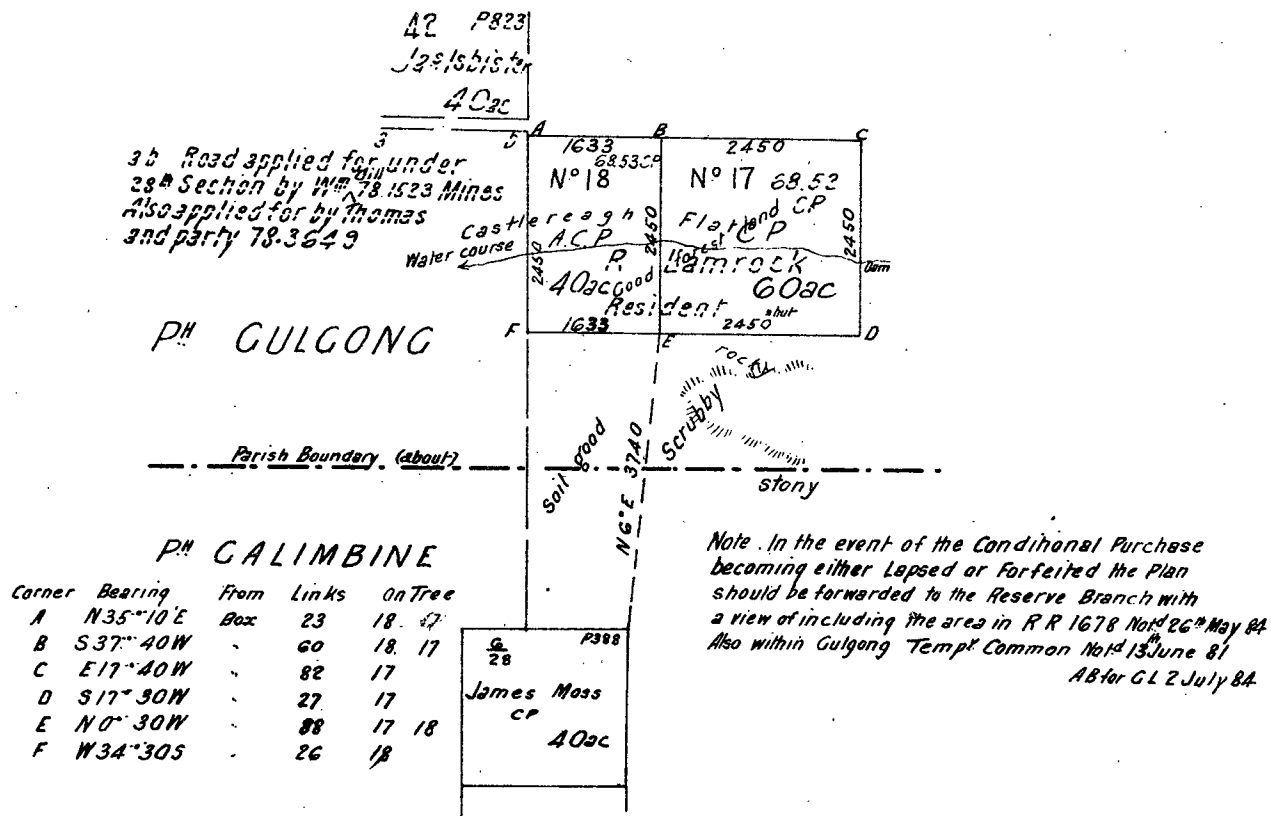 42 P823
Jas Isbister
40ac
a b A B C
1633 2450
3 b Road applied for under
28th Section by Wm Hill 78.1523 Mines
Also applied for by Thomas
and party 78.3649
68.53CP
No 18 No 17 68.52
Castlereagh Flat land CP
A.C.P forest CP
Water course
R Lamrock
Dam
2450 2450 2450
40ac Good 60ac
Resident
hut
F 1633 E 2450 D
PH GULGONG
rocky
Scrubby
Soil good
N6°E 3740
Parish Boundary (about)
stony
PH GALIMBINE
Corner Bearing From Links On Tree
A N35°10'E Box 23 18. 17
B S37°40W " 60 18. 17
C E17°40W " 82 17
D S17°30W " 27 17
E N0°30W " 88 17 18
F W34°30S " 26 18
6
28
P388
James Moss
CP
40ac
Note. In the event of the Conditional Purchase
becoming either Lapsed or Forfeited the Plan
should be forwarded to the Reserve Branch with
a view of including the area in R R 1678 Notd 26th May 84
Also within Gulgong Tempy Common Notd 13th June 81
AB for GL 2 July 84